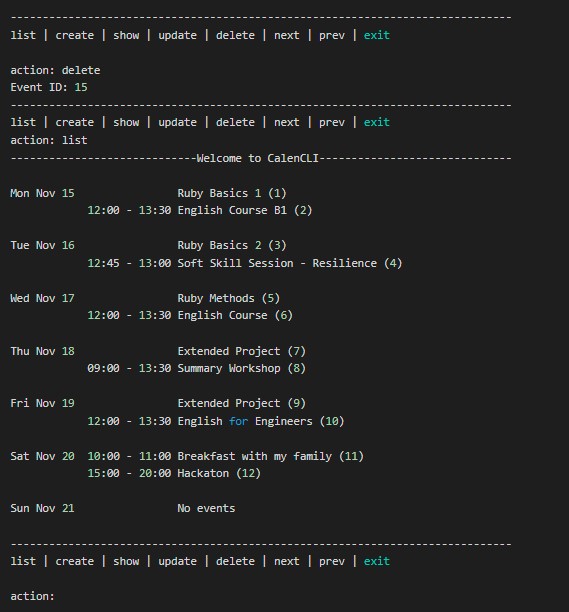 ------------------------------------------------------------------------------
list | create | show | update | delete | next | prev | exit
action: delete
Event ID: 15
------------------------------------------------------------------------------
list | create | show | update | delete | next | prev | exit
action: list
-----------------------------Welcome to CalenCLI------------------------------
Mon Nov 15                Ruby Basics 1 (1)
            12:00 - 13:30 English Course B1 (2)
Tue Nov 16                Ruby Basics 2 (3)
            12:45 - 13:00 Soft Skill Session - Resilience (4)
Wed Nov 17                Ruby Methods (5)
            12:00 - 13:30 English Course (6)
Thu Nov 18                Extended Project (7)
            09:00 - 13:30 Summary Workshop (8)
Fri Nov 19                Extended Project (9)
            12:00 - 13:30 English for Engineers (10)
Sat Nov 20  10:00 - 11:00 Breakfast with my family (11)
            15:00 - 20:00 Hackaton (12)
Sun Nov 21                No events
------------------------------------------------------------------------------
list | create | show | update | delete | next | prev | exit
action: